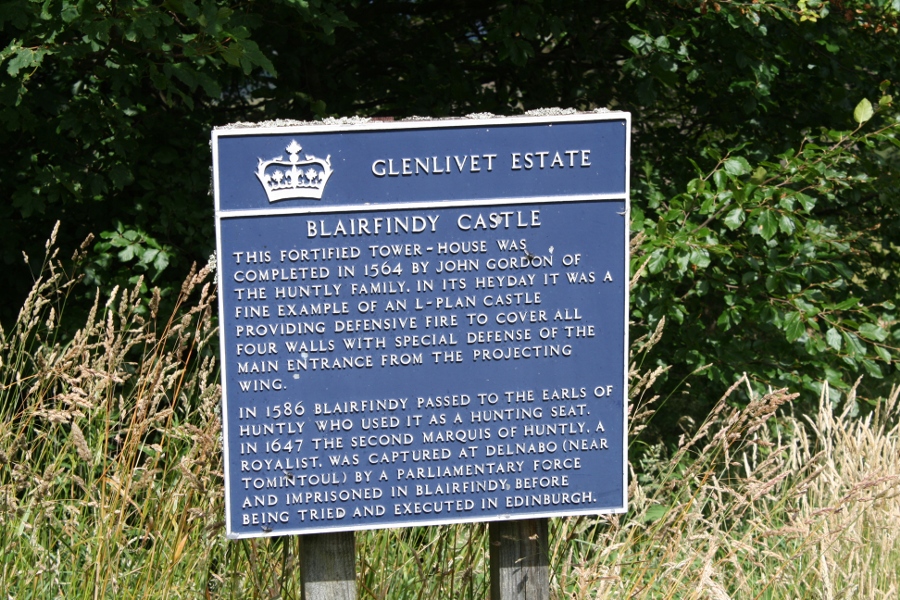 GLENLIVET ESTATE
BLAIRFINDY CASTLE
THIS FORTIFIED TOWER-HOUSE WAS
COMPLETED IN 1564 BY JOHN GORDON OF
THE HUNTLY FAMILY. IN ITS HEYDAY IT WAS A
FINE EXAMPLE OF AN L-PLAN CASTLE
PROVIDING DEFENSIVE FIRE TO COVER ALL
FOUR WALLS WITH SPECIAL DEFENSE OF THE
MAIN ENTRANCE FROM THE PROJECTING
WING.
IN 1586 BLAIRFINDY PASSED TO THE EARLS OF
HUNTLY WHO USED IT AS A HUNTING SEAT.
IN 1647 THE SECOND MARQUIS OF HUNTLY, A
ROYALIST, WAS CAPTURED AT DELNABO (NEAR
TOMINTOUL) BY A PARLIAMENTARY FORCE
AND IMPRISONED IN BLAIRFINDY, BEFORE
BEING TRIED AND EXECUTED IN EDINBURGH.